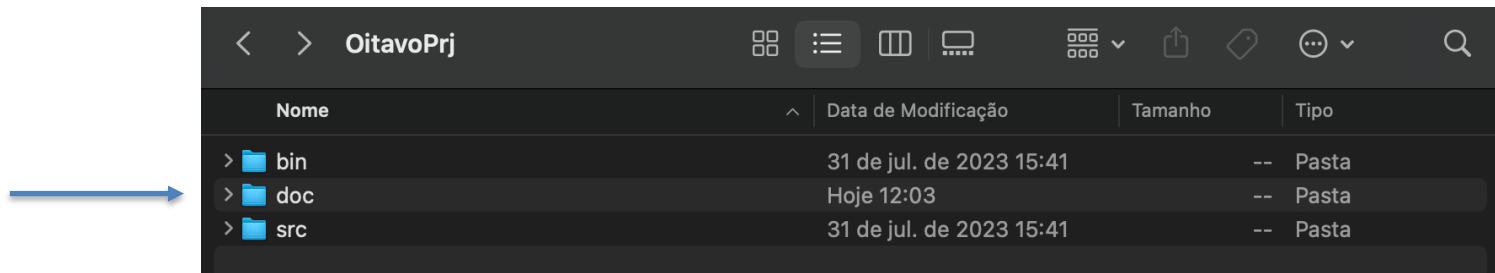 OitavoPrj
Nome Data de Modificação Tamanho Tipo
bin 31 de jul. de 2023 15:41 -- Pasta
doc Hoje 12:03 -- Pasta
src 31 de jul. de 2023 15:41 -- Pasta